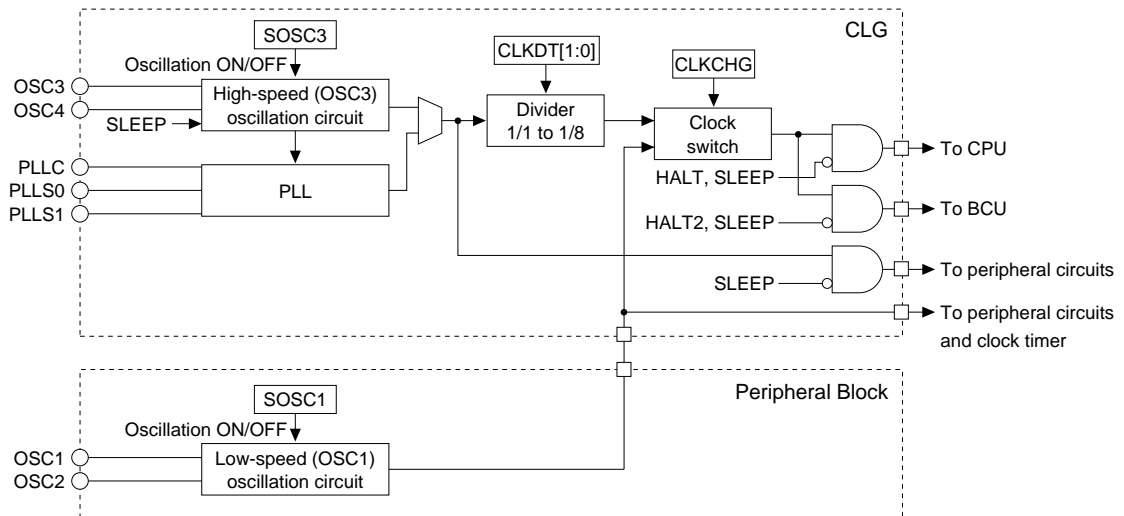 CLG
SOSC3
Oscillation ON/OFF
CLKDT[1:0]
CLKCHG
OSC3
OSC4
SLEEP
High-speed (OSC3)
oscillation circuit
Divider
1/1 to 1/8
Clock
switch
To CPU
PLLC
PLLS0
PLLS1
PLL
HALT, SLEEP
HALT2, SLEEP
To BCU
SLEEP
To peripheral circuits
To peripheral circuits
and clock timer
Peripheral Block
SOSC1
Oscillation ON/OFF
OSC1
OSC2
Low-speed (OSC1)
oscillation circuit